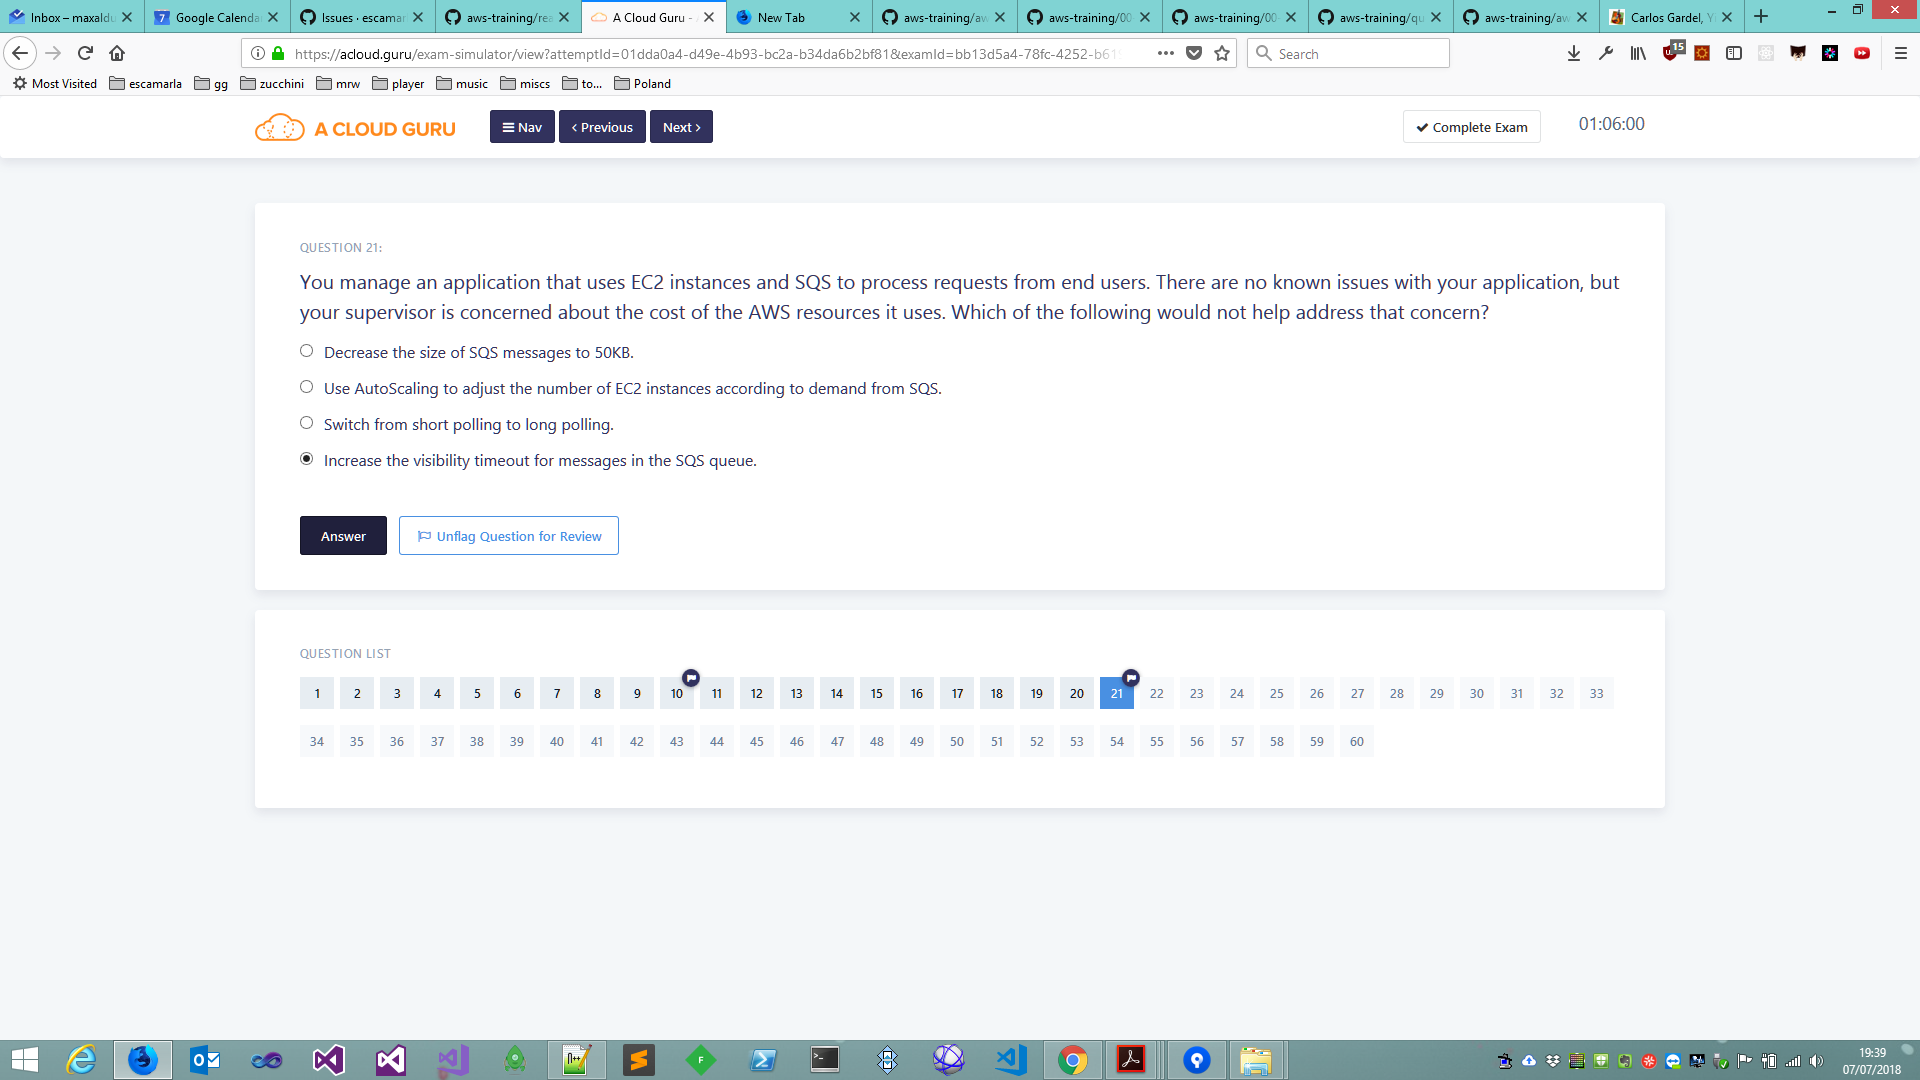 Inbox – maxaldu
Google Calenda
Issues · escamar
aws-training/rea
A Cloud Guru -
New Tab
aws-training/aw
aws-training/00
aws-training/00
aws-training/qu
aws-training/aw
Carlos Gardel, Y
https://acloud.guru/exam-simulator/view?attemptId=01dda0a4-d49e-4b93-bc2a-b34da6b2bf81&examId=bb13d5a4-78fc-4252-b61
Search
15
Most Visited
escamarla
gg
zucchini
mrw
player
music
miscs
to...
Poland
A CLOUD GURU
Nav
Previous
Next
Complete Exam
01:06:00
QUESTION 21:
You manage an application that uses EC2 instances and SQS to process requests from end users. There are no known issues with your application, but
your supervisor is concerned about the cost of the AWS resources it uses. Which of the following would not help address that concern?
Decrease the size of SQS messages to 50KB.
Use AutoScaling to adjust the number of EC2 instances according to demand from SQS.
Switch from short polling to long polling.
Increase the visibility timeout for messages in the SQS queue.
Answer
Unflag Question for Review
QUESTION LIST
1 2 3 4 5 6 7 8 9 10 11 12 13 14 15 16 17 18 19 20 21 22 23 24 25 26 27 28 29 30 31 32 33
34 35 36 37 38 39 40 41 42 43 44 45 46 47 48 49 50 51 52 53 54 55 56 57 58 59 60
19:39
07/07/2018